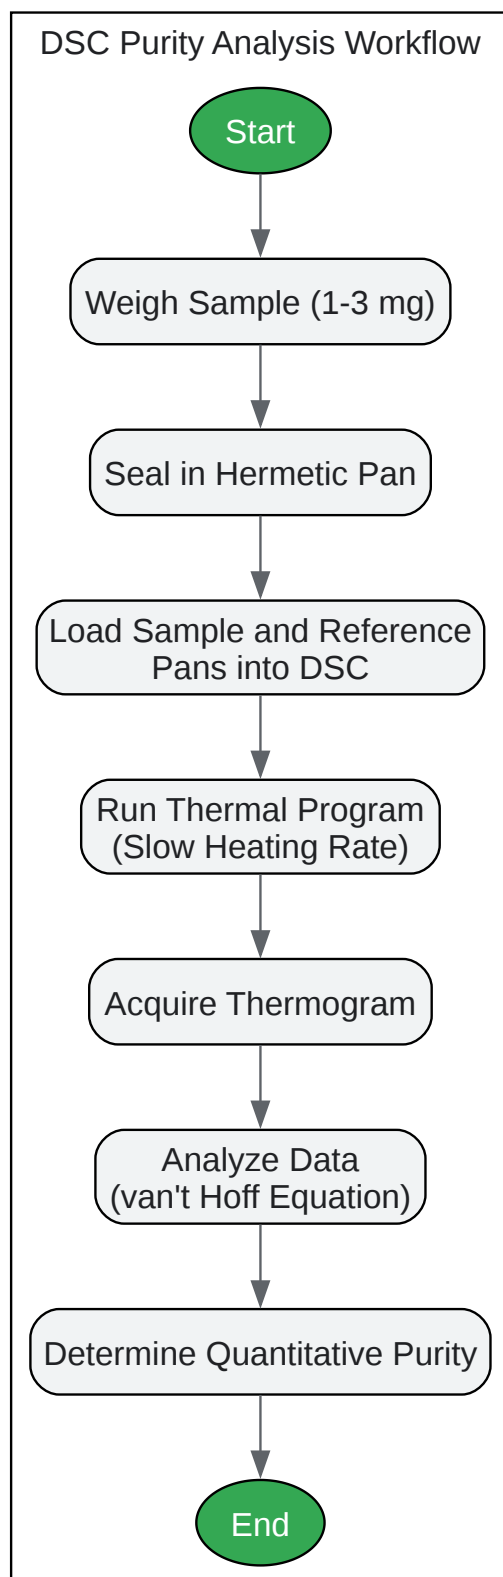 DSC Purity Analysis Workflow
Start
Weigh Sample (1-3 mg)
Seal in Hermetic Pan
Load Sample and Reference
Pans into DSC
Run Thermal Program
(Slow Heating Rate)
Acquire Thermogram
Analyze Data
(van't Hoff Equation)
Determine Quantitative Purity
End